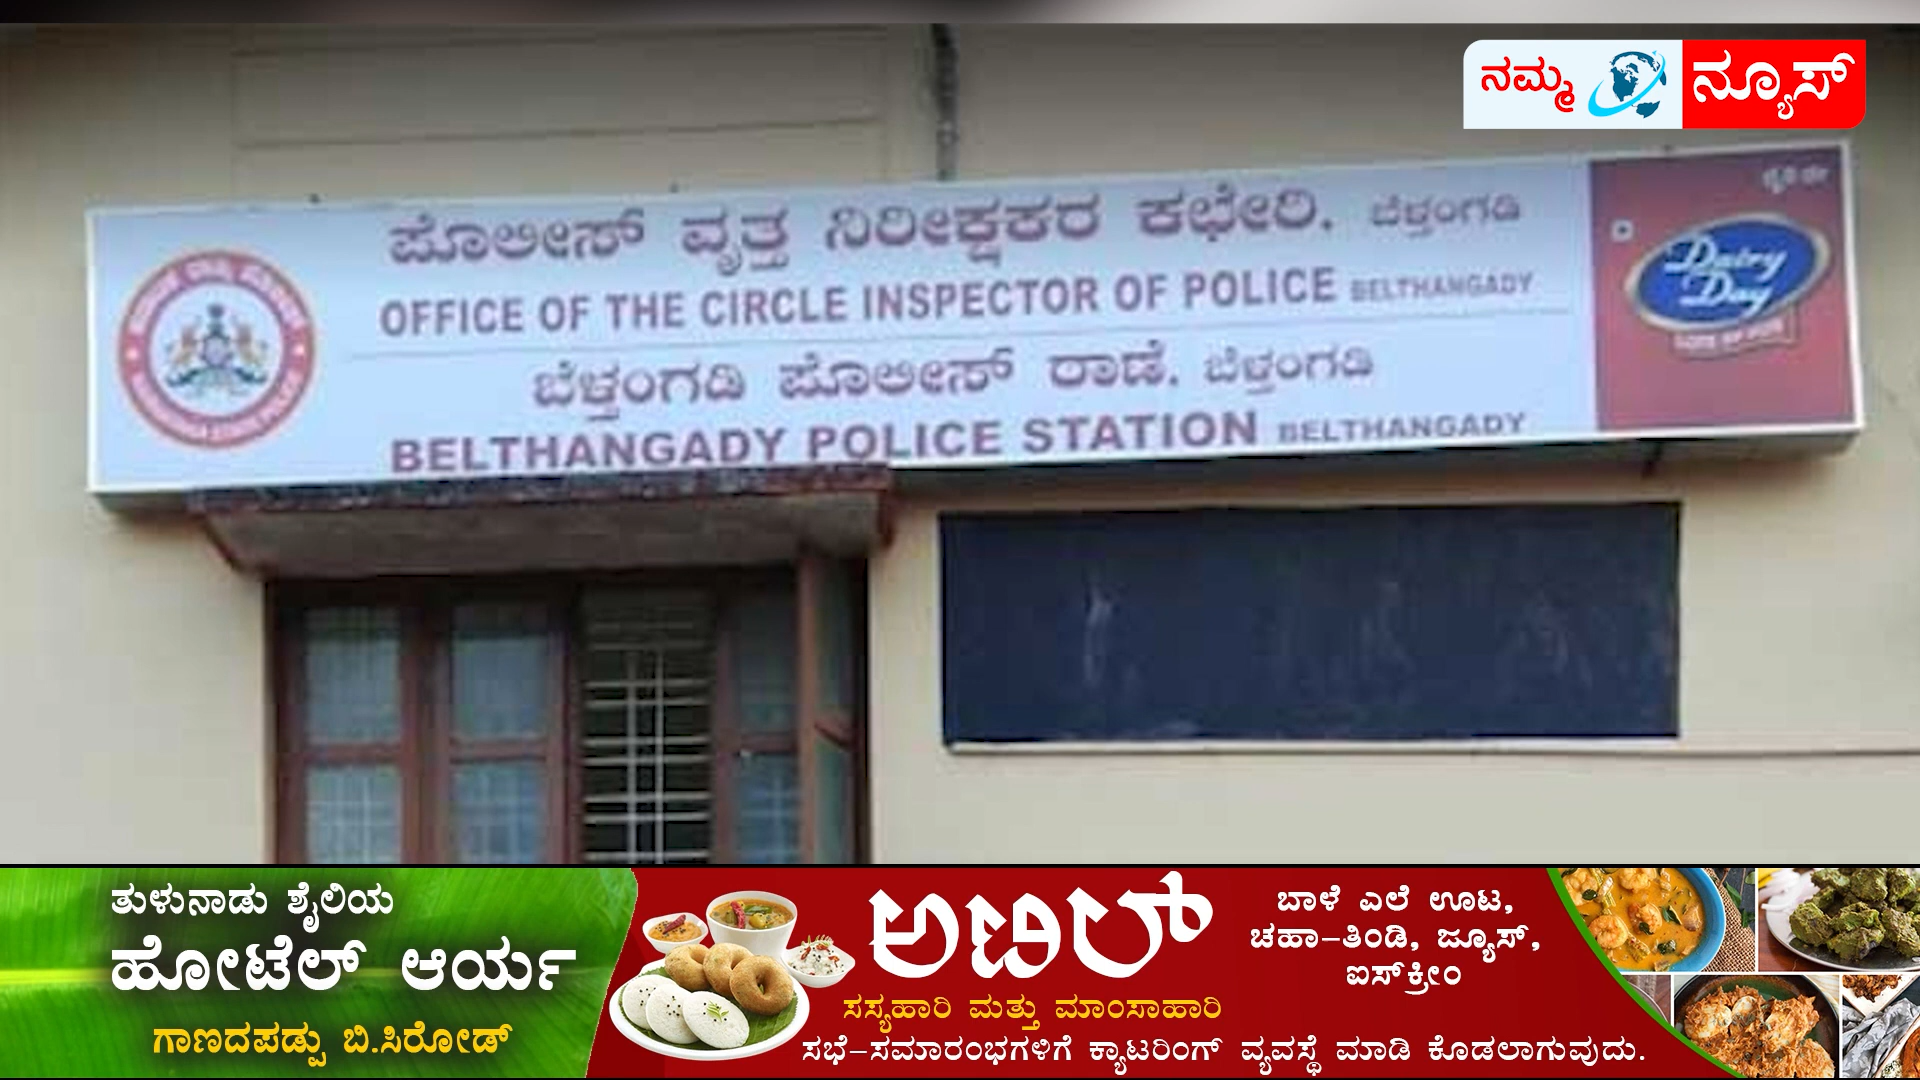 ನಮ್ಮ ನ್ಯೂಸ್
ಪೊಲೀಸ್ ವೃತ್ತ ನಿರೀಕ್ಷಕರ ಕಛೇರಿ. ಬೆಳ್ತಂಗಡಿ
OFFICE OF THE CIRCLE INSPECTOR OF POLICE BELTHANGADY
ಬೆಳ್ತಂಗಡಿ ಪೊಲೀಸ್ ಠಾಣೆ. ಬೆಳ್ತಂಗಡಿ
BELTHANGADY POLICE STATION BELTHANGADY
Dairy
Day
ತುಳುನಾಡು ಶೈಲಿಯ
ಹೋಟೆಲ್ ಆರ್ಯ
ಗಾಣದಪಡ್ಪು ಬಿ.ಸಿರೋಡ್
ಅಟಿಲ್
ಸಸ್ಯಹಾರಿ ಮತ್ತು ಮಾಂಸಾಹಾರಿ
ಬಾಳೆ ಎಲೆ ಊಟ,
ಚಹಾ-ತಿಂಡಿ, ಜ್ಯೂಸ್,
ಐಸ್‌ಕ್ರೀಂ
ಸಭೆ-ಸಮಾರಂಭಗಳಿಗೆ ಕ್ಯಾಟರಿಂಗ್ ವ್ಯವಸ್ಥೆ ಮಾಡಿ ಕೊಡಲಾಗುವುದು.